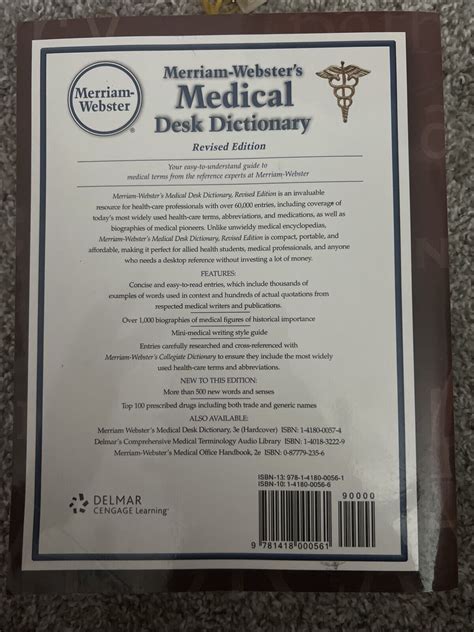 Merriam-
Webster
®
Merriam-Webster's
Medical
Desk Dictionary
Revised Edition
Your easy-to-understand guide to
medical terms from the reference experts at Merriam-Webster
Merriam-Webster's Medical Desk Dictionary, Revised Edition is an invaluable
resource for health-care professionals with over 60,000 entries, including coverage of
today's most widely used health-care terms, abbreviations, and medications, as well as
biographies of medical pioneers. Unlike unwieldy medical encyclopedias,
Merriam-Webster's Medical Desk Dictionary, Revised Edition is compact, portable, and
affordable, making it perfect for allied health students, medical professionals, and anyone
who needs a desktop reference without investing a lot of money.
FEATURES:
Concise and easy-to-read entries, which include thousands of
examples of words used in context and hundreds of actual quotations from
respected medical writers and publications.
Over 1,000 biographies of medical figures of historical importance
Mini-medical writing style guide
Entries carefully researched and cross-referenced with
Merriam-Webster's Collegiate Dictionary to ensure they include the most widely
used health-care terms and abbreviations.
NEW TO THIS EDITION:
More than 500 new words and senses
Top 100 prescribed drugs including both trade and generic names
ALSO AVAILABLE:
Merriam Webster's Medical Desk Dictionary, 3e (Hardcover) ISBN: 1-4180-0057-4
Delmar's Comprehensive Medical Terminology Audio Library ISBN: 1-4018-3222-9
Merriam-Webster's Medical Office Handbook, 2e ISBN: 0-87779-235-6
ISBN-13: 978-1-4180-0056-1
ISBN-10: 1-4180-0056-6
90000
9 781418 000561
DELMAR
CENGAGE Learning